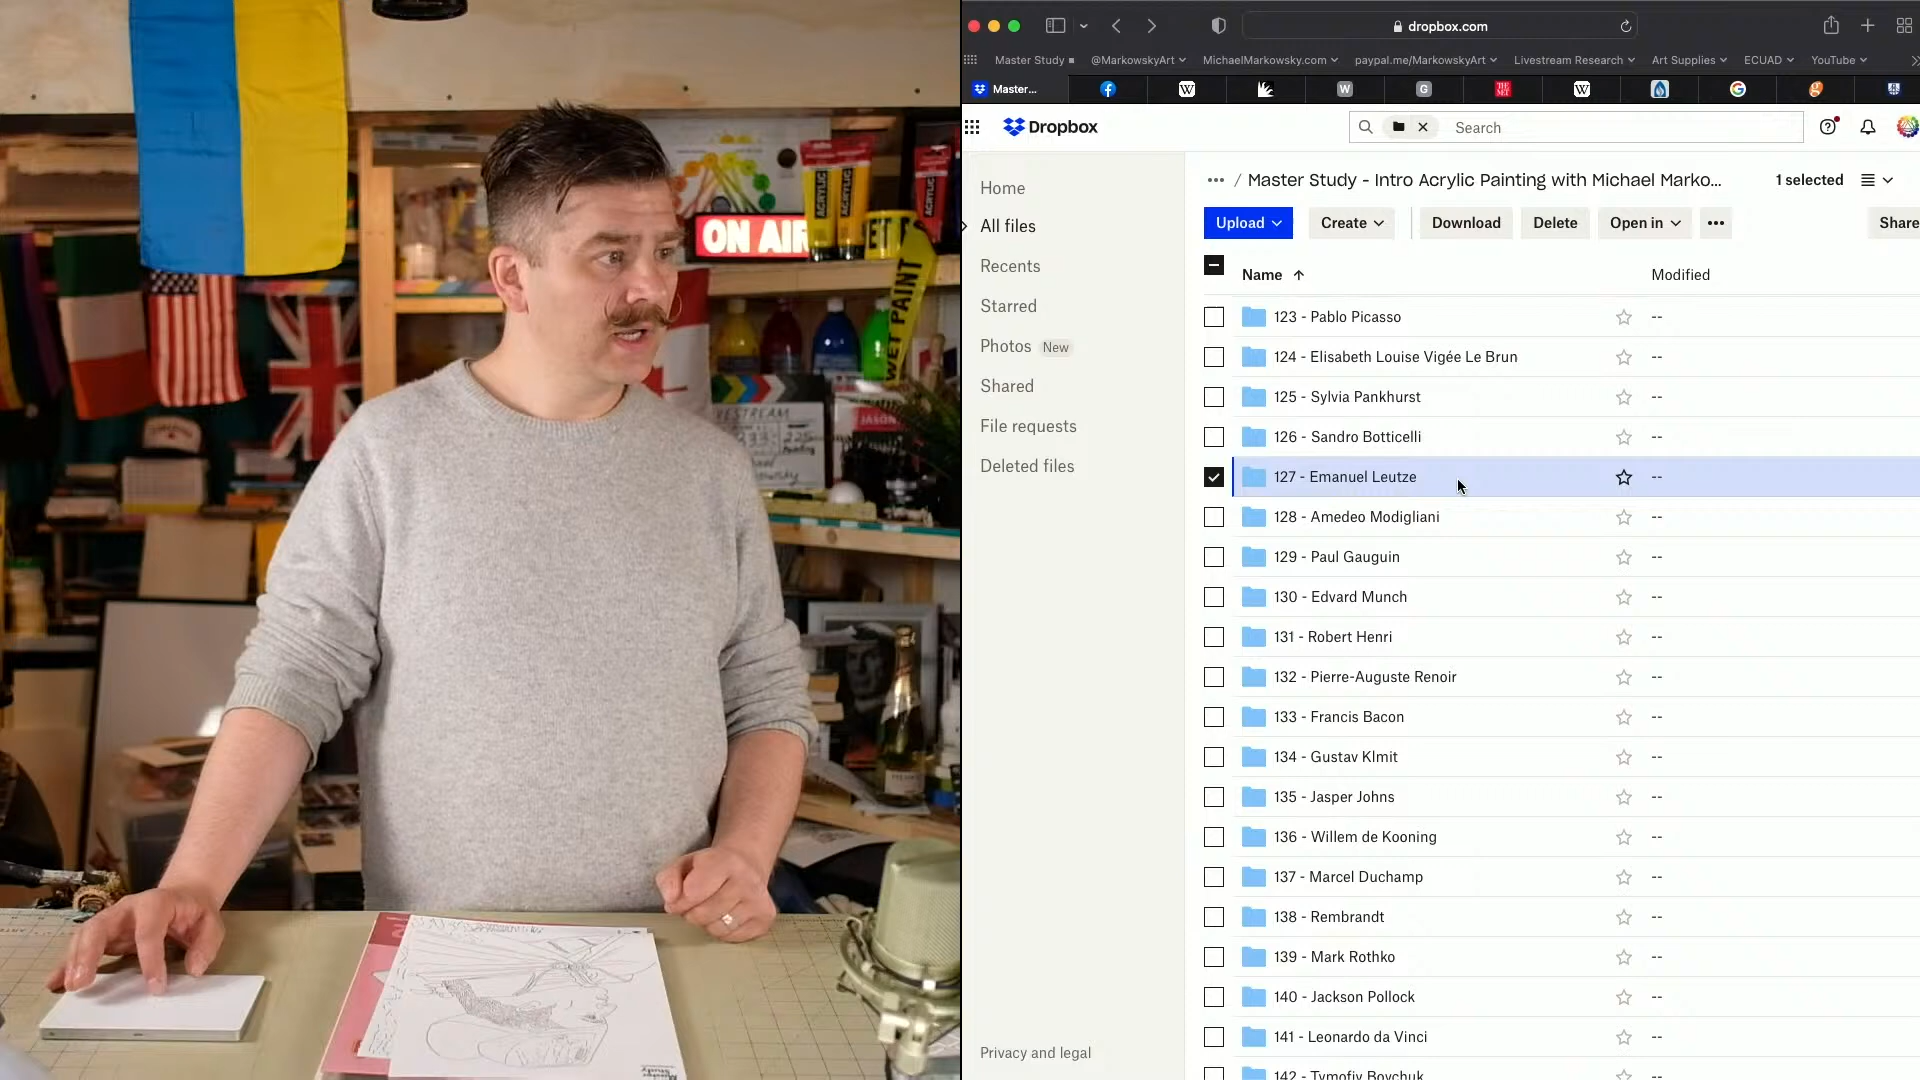 ON AIR
ACRYLIC
ACRYLIC
WET PAINT
JASON
dropbox.com
Master Study
@MarkowskyArt
MichaelMarkowsky.com
paypal.me/MarkowskyArt
Livestream Research
Art Supplies
ECUAD
YouTube
Master...
Dropbox
Search
Home
All files
Recents
Starred
Photos New
Shared
File requests
Deleted files
Privacy and legal
••• / Master Study - Intro Acrylic Painting with Michael Marko...
1 selected
Upload
Create
Download
Delete
Open in
Share
Name
Modified
123 - Pablo Picasso --
124 - Elisabeth Louise Vigée Le Brun --
125 - Sylvia Pankhurst --
126 - Sandro Botticelli --
127 - Emanuel Leutze --
128 - Amedeo Modigliani --
129 - Paul Gauguin --
130 - Edvard Munch --
131 - Robert Henri --
132 - Pierre-Auguste Renoir --
133 - Francis Bacon --
134 - Gustav Klmit --
135 - Jasper Johns --
136 - Willem de Kooning --
137 - Marcel Duchamp --
138 - Rembrandt --
139 - Mark Rothko --
140 - Jackson Pollock --
141 - Leonardo da Vinci --
142 - Tymofiy Boychuk --